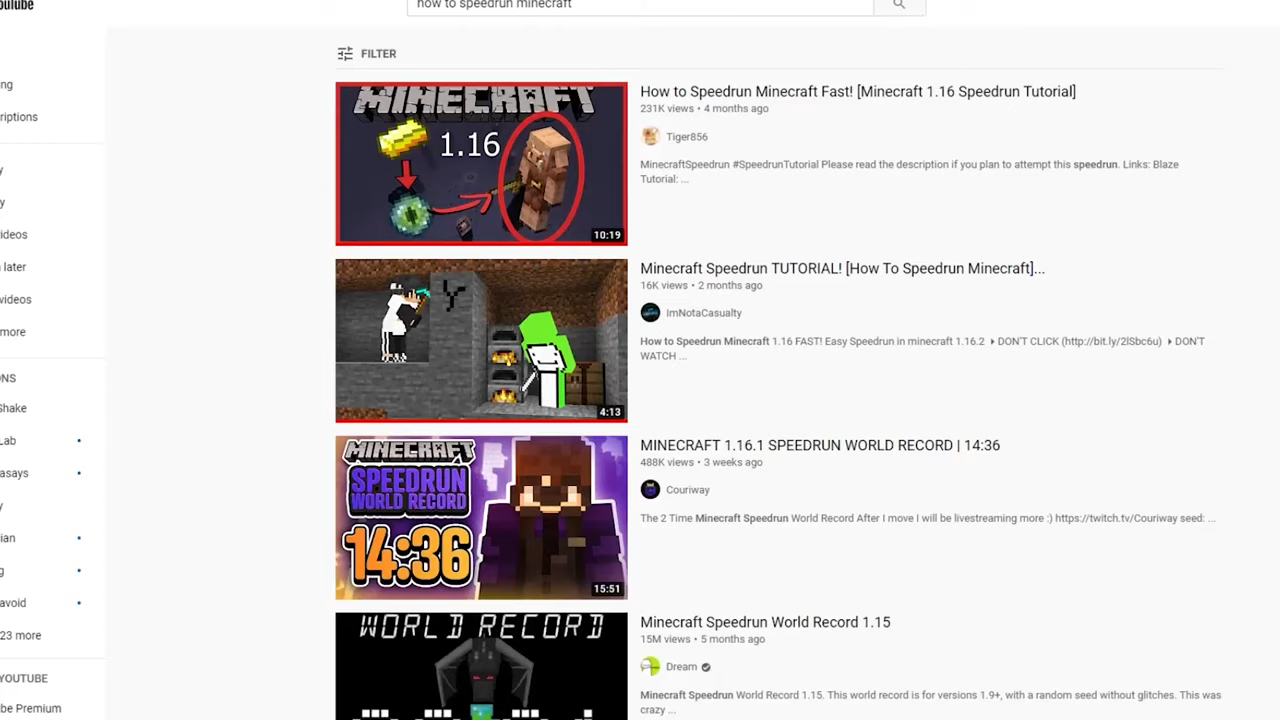 ouTube
how to speedrun minecraft
ng
riptions
y
y
ideos
later
videos
more
ONS
Shake
Lab
asays
y
ian
g
avoid
23 more
YOUTUBE
be Premium
FILTER
MINECRAFT
1.16
10:19
How to Speedrun Minecraft Fast! [Minecraft 1.16 Speedrun Tutorial]
231K views • 4 months ago
Tiger856
MinecraftSpeedrun #SpeedrunTutorial Please read the description if you plan to attempt this speedrun. Links: Blaze
Tutorial: ...
4:13
Minecraft Speedrun TUTORIAL! [How To Speedrun Minecraft]...
16K views • 2 months ago
ImNotaCasualty
How to Speedrun Minecraft 1.16 FAST! Easy Speedrun in minecraft 1.16.2 ‣ DON'T CLICK (http://bit.ly/2lSbc6u) ‣ DON'T
WATCH ...
MINECRAFT
SPEEDRUN
WORLD RECORD
14:36
15:51
MINECRAFT 1.16.1 SPEEDRUN WORLD RECORD | 14:36
488K views • 3 weeks ago
Couriway
The 2 Time Minecraft Speedrun World Record After I move I will be livestreaming more :) https://twitch.tv/Couriway seed: ...
WORLD RECORD
Minecraft Speedrun World Record 1.15
15M views • 5 months ago
Dream
Minecraft Speedrun World Record 1.15. This world record is for versions 1.9+, with a random seed without glitches. This was
crazy ...